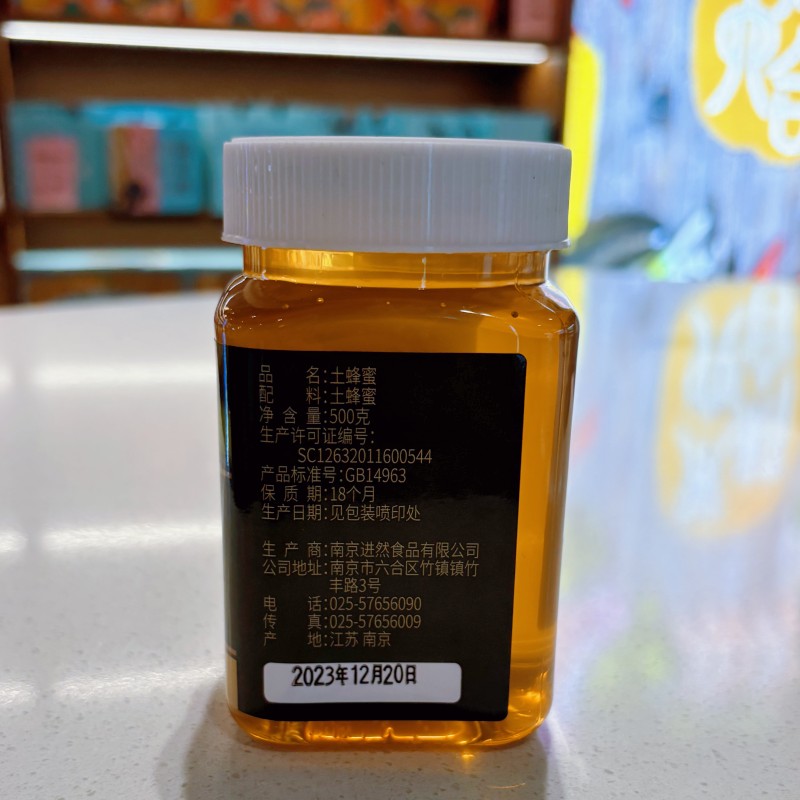 品 名:土蜂蜜
配 料:土蜂蜜
净 含 量:500克
生产许可证编号:
SC12632011600544
产品标准号:GB14963
保 质 期:18个月
生产日期:见包装喷印处
生 产 商:南京进然食品有限公司
公司地址:南京市六合区竹镇镇竹
丰路3号
电 话:025-57656090
传 真:025-57656009
产 地:江苏 南京
2023年12月20日